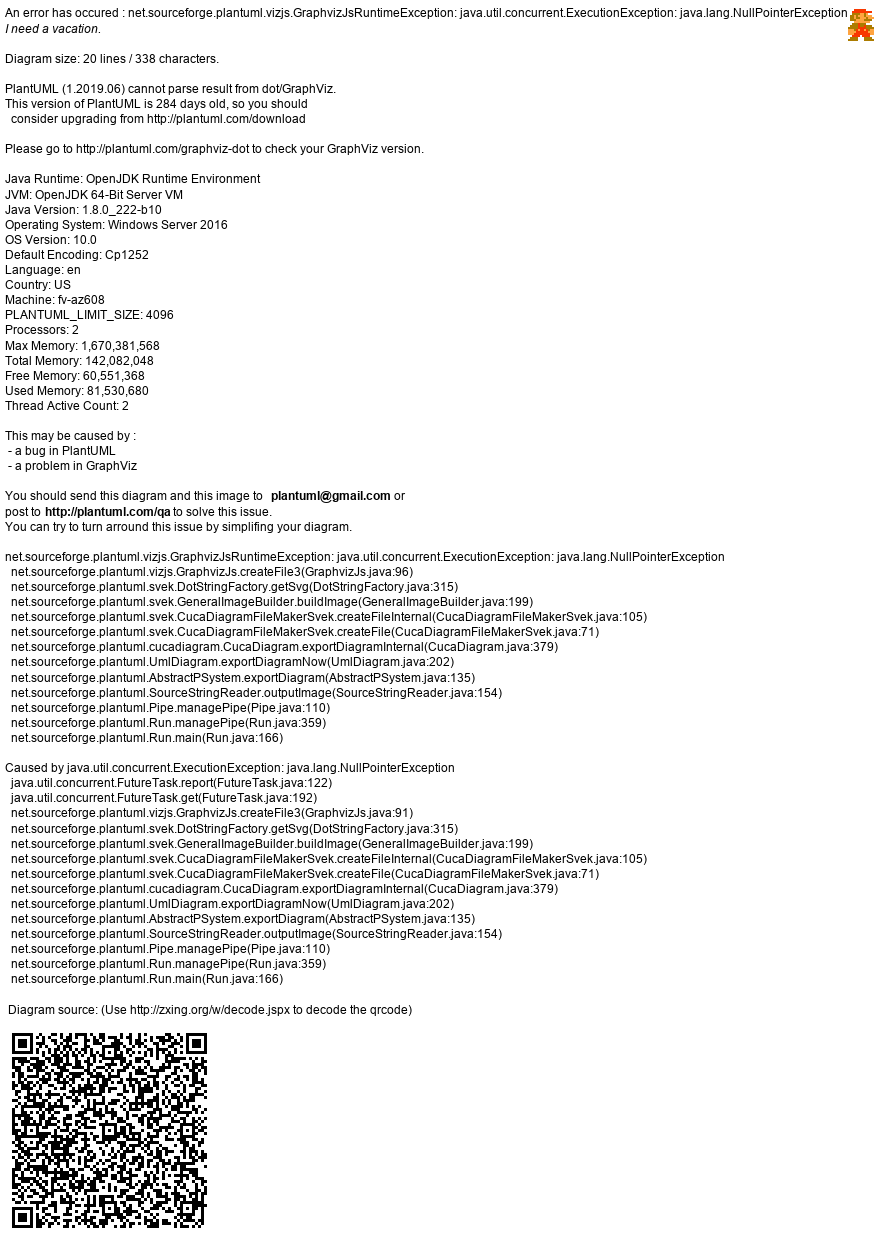 An error has occured : net.sourceforge.plantuml.vizjs.GraphvizJsRuntimeException: java.util.concurrent.ExecutionException: java.lang.NullPointerException
I need a vacation.
Diagram size: 20 lines / 338 characters.
PlantUML (1.2019.06) cannot parse result from dot/GraphViz.
This version of PlantUML is 284 days old, so you should
consider upgrading from http://plantuml.com/download
Please go to http://plantuml.com/graphviz-dot to check your GraphViz version.
Java Runtime: OpenJDK Runtime Environment
JVM: OpenJDK 64-Bit Server VM
Java Version: 1.8.0_222-b10
Operating System: Windows Server 2016
OS Version: 10.0
Default Encoding: Cp1252
Language: en
Country: US
Machine: fv-az608
PLANTUML_LIMIT_SIZE: 4096
Processors: 2
Max Memory: 1,670,381,568
Total Memory: 142,082,048
Free Memory: 60,551,368
Used Memory: 81,530,680
Thread Active Count: 2
This may be caused by :
- a bug in PlantUML
- a problem in GraphViz
You should send this diagram and this image to plantuml@gmail.com or
post to http://plantuml.com/qa to solve this issue.
You can try to turn arround this issue by simplifing your diagram.
net.sourceforge.plantuml.vizjs.GraphvizJsRuntimeException: java.util.concurrent.ExecutionException: java.lang.NullPointerException
net.sourceforge.plantuml.vizjs.GraphvizJs.createFile3(GraphvizJs.java:96)
net.sourceforge.plantuml.svek.DotStringFactory.getSvg(DotStringFactory.java:315)
net.sourceforge.plantuml.svek.GeneralImageBuilder.buildImage(GeneralImageBuilder.java:199)
net.sourceforge.plantuml.svek.CucaDiagramFileMakerSvek.createFileInternal(CucaDiagramFileMakerSvek.java:105)
net.sourceforge.plantuml.svek.CucaDiagramFileMakerSvek.createFile(CucaDiagramFileMakerSvek.java:71)
net.sourceforge.plantuml.cucadiagram.CucaDiagram.exportDiagramInternal(CucaDiagram.java:379)
net.sourceforge.plantuml.UmlDiagram.exportDiagramNow(UmlDiagram.java:202)
net.sourceforge.plantuml.AbstractPSystem.exportDiagram(AbstractPSystem.java:135)
net.sourceforge.plantuml.SourceStringReader.outputImage(SourceStringReader.java:154)
net.sourceforge.plantuml.Pipe.managePipe(Pipe.java:110)
net.sourceforge.plantuml.Run.managePipe(Run.java:359)
net.sourceforge.plantuml.Run.main(Run.java:166)
Caused by java.util.concurrent.ExecutionException: java.lang.NullPointerException
java.util.concurrent.FutureTask.report(FutureTask.java:122)
java.util.concurrent.FutureTask.get(FutureTask.java:192)
net.sourceforge.plantuml.vizjs.GraphvizJs.createFile3(GraphvizJs.java:91)
net.sourceforge.plantuml.svek.DotStringFactory.getSvg(DotStringFactory.java:315)
net.sourceforge.plantuml.svek.GeneralImageBuilder.buildImage(GeneralImageBuilder.java:199)
net.sourceforge.plantuml.svek.CucaDiagramFileMakerSvek.createFileInternal(CucaDiagramFileMakerSvek.java:105)
net.sourceforge.plantuml.svek.CucaDiagramFileMakerSvek.createFile(CucaDiagramFileMakerSvek.java:71)
net.sourceforge.plantuml.cucadiagram.CucaDiagram.exportDiagramInternal(CucaDiagram.java:379)
net.sourceforge.plantuml.UmlDiagram.exportDiagramNow(UmlDiagram.java:202)
net.sourceforge.plantuml.AbstractPSystem.exportDiagram(AbstractPSystem.java:135)
net.sourceforge.plantuml.SourceStringReader.outputImage(SourceStringReader.java:154)
net.sourceforge.plantuml.Pipe.managePipe(Pipe.java:110)
net.sourceforge.plantuml.Run.managePipe(Run.java:359)
net.sourceforge.plantuml.Run.main(Run.java:166)
Diagram source: (Use http://zxing.org/w/decode.jspx to decode the qrcode)